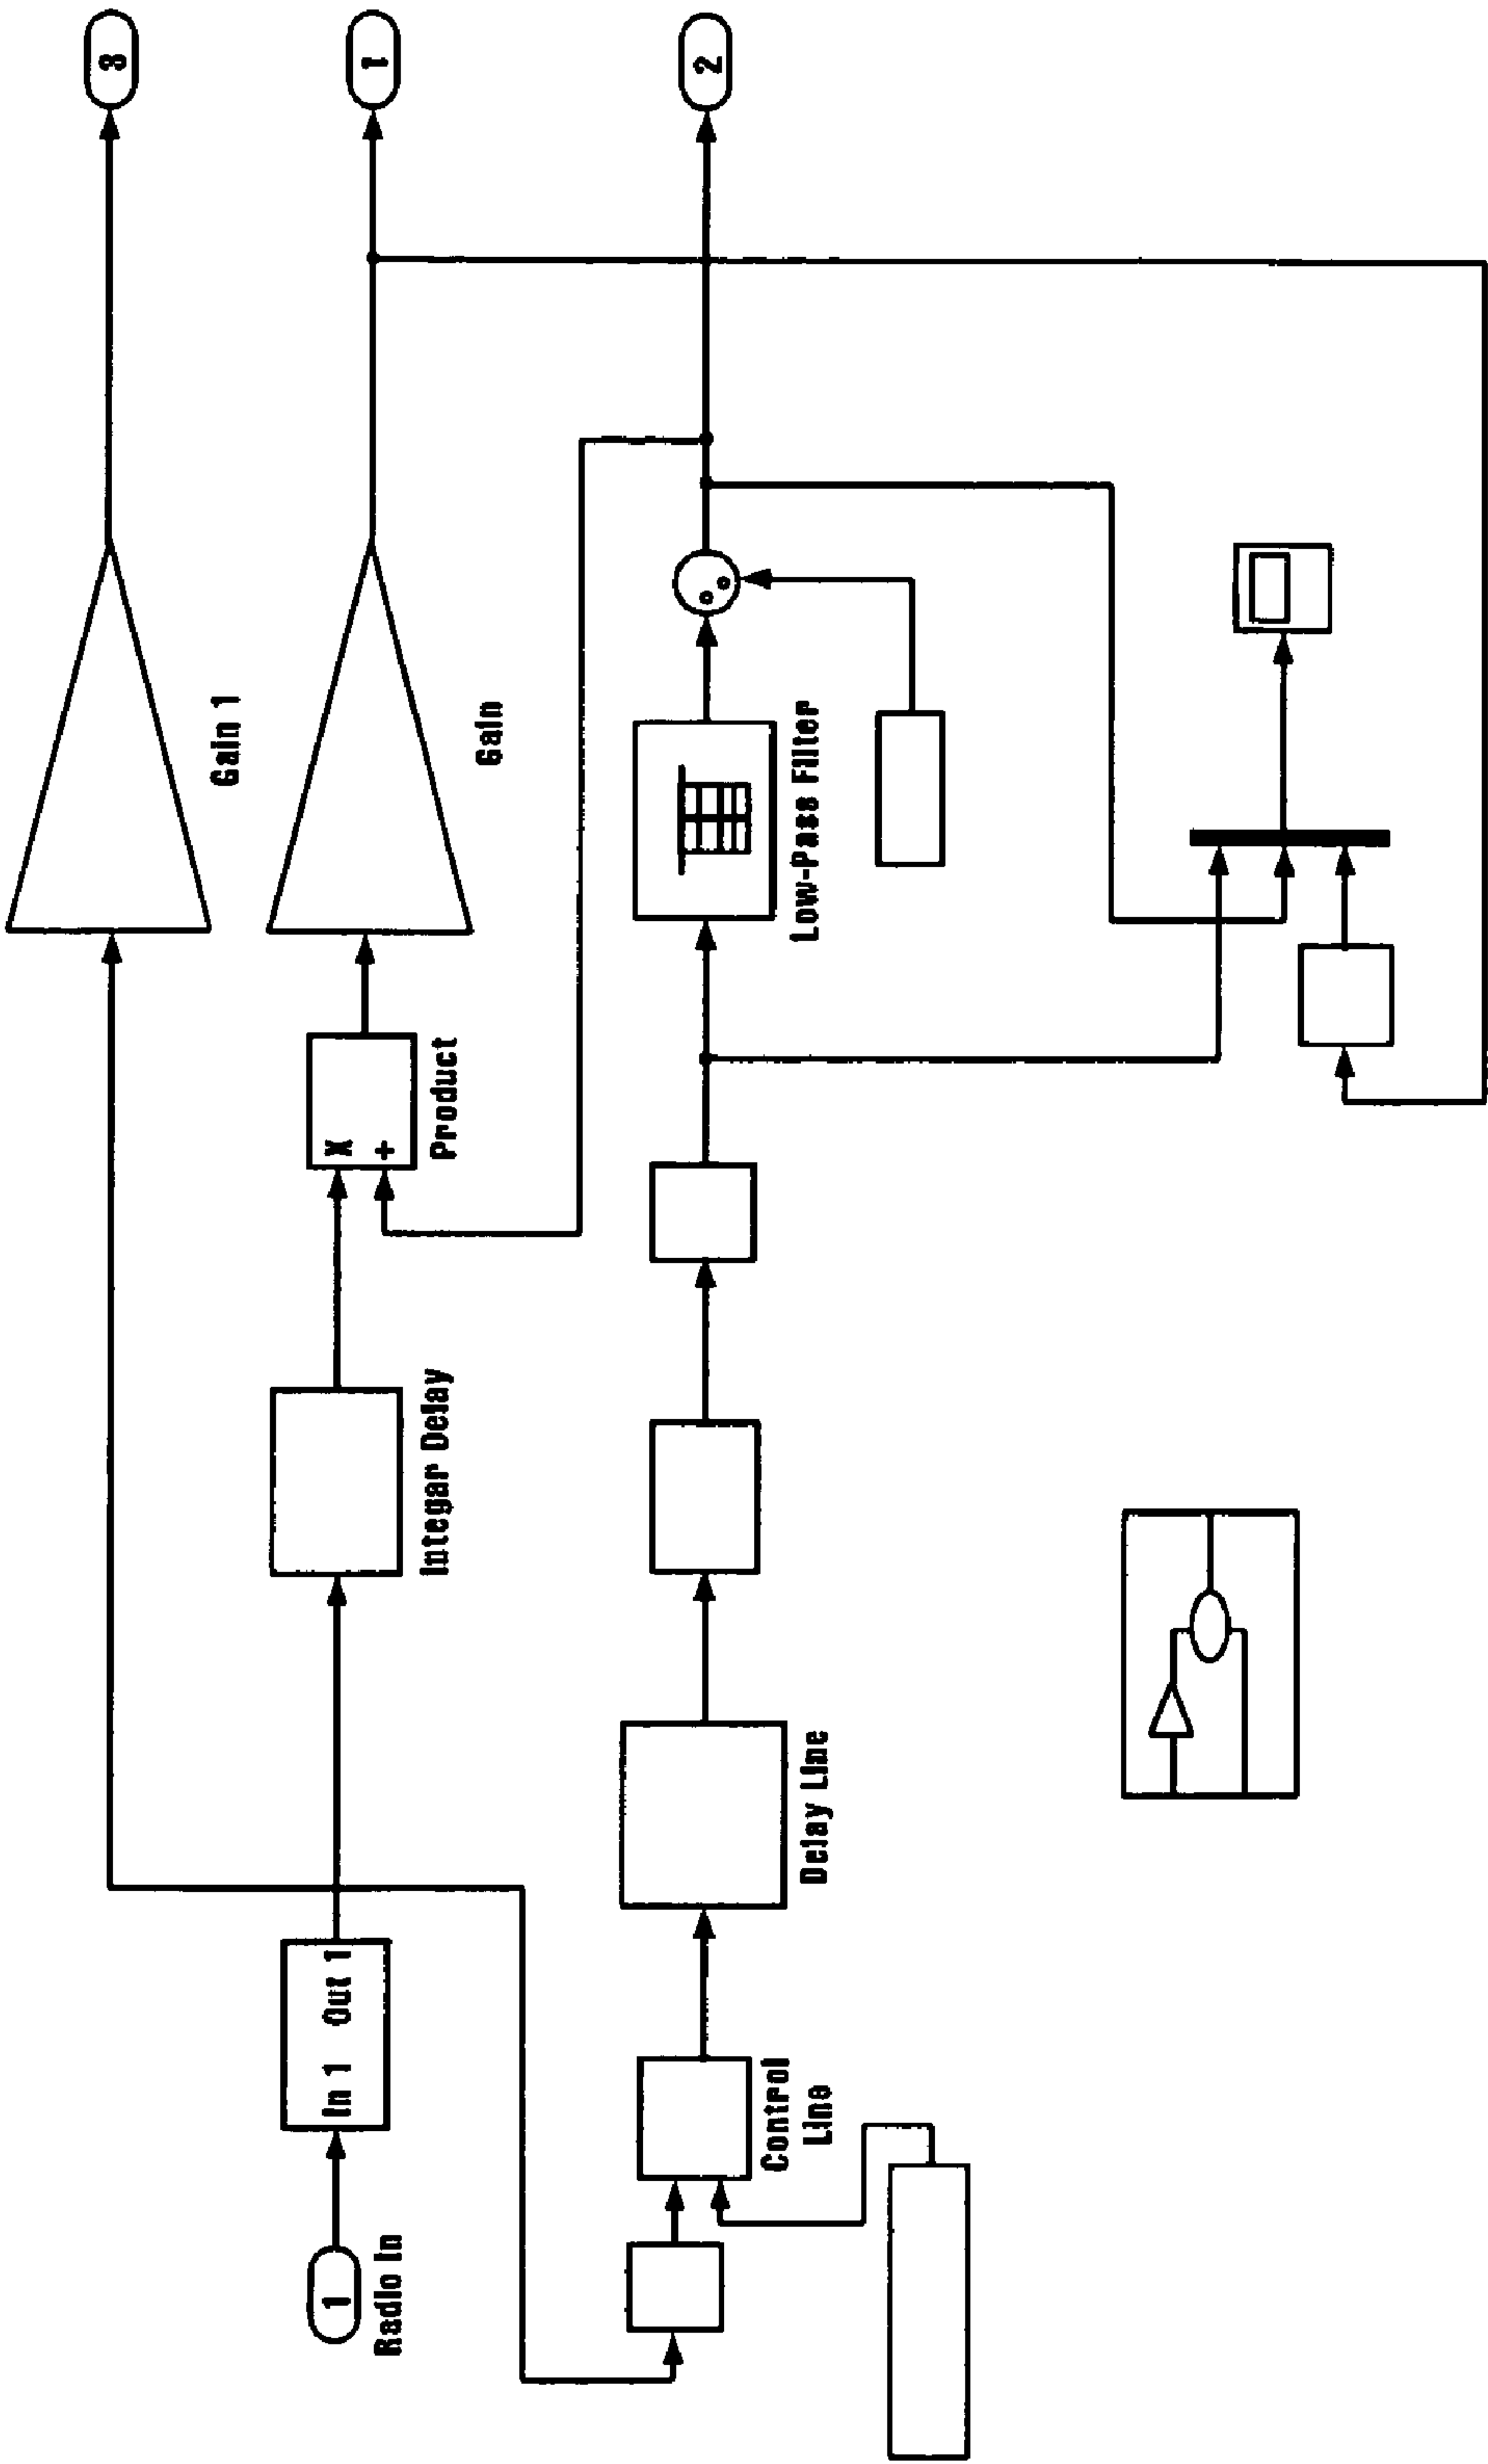 3
Gain 1
1
Radio In
In 1 Out 1
Integar Delay
X
+
Product
Gain
1
Control
Line
Delay Line
Low-Pass Filter
2